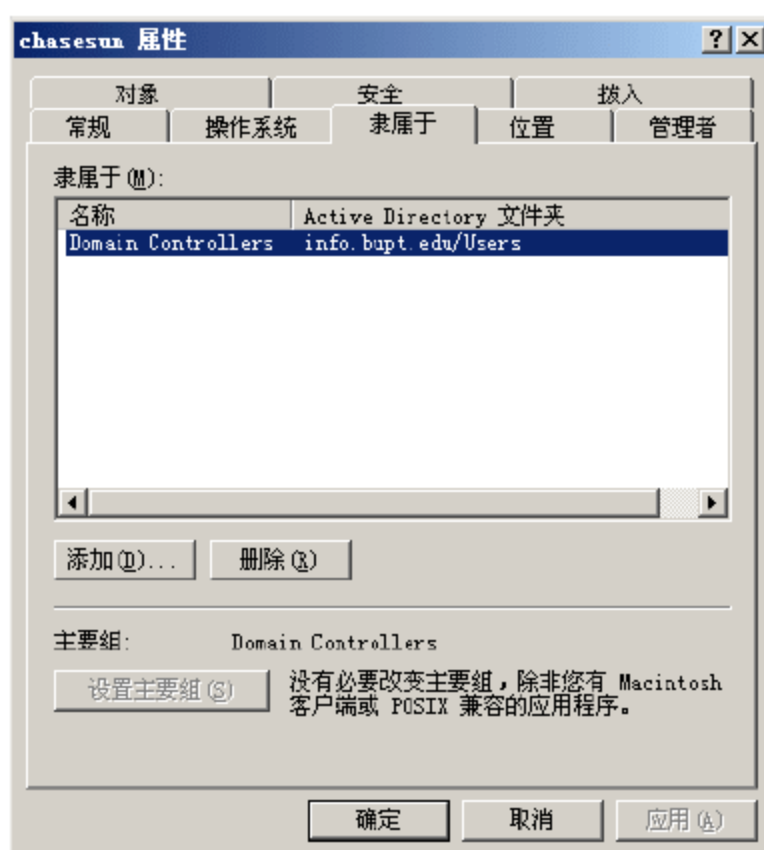 chasesun 属性
对象 安全 拨入
常规 操作系统 隶属于 位置 管理者
隶属于(M):
名称 Active Directory 文件夹
Domain Controllers info.bupt.edu/Users
添加(D)... 删除(R)
主要组: Domain Controllers
设置主要组(S) 没有必要改变主要组，除非您有 Macintosh
客户端或 POSIX 兼容的应用程序。
确定 取消 应用(A)